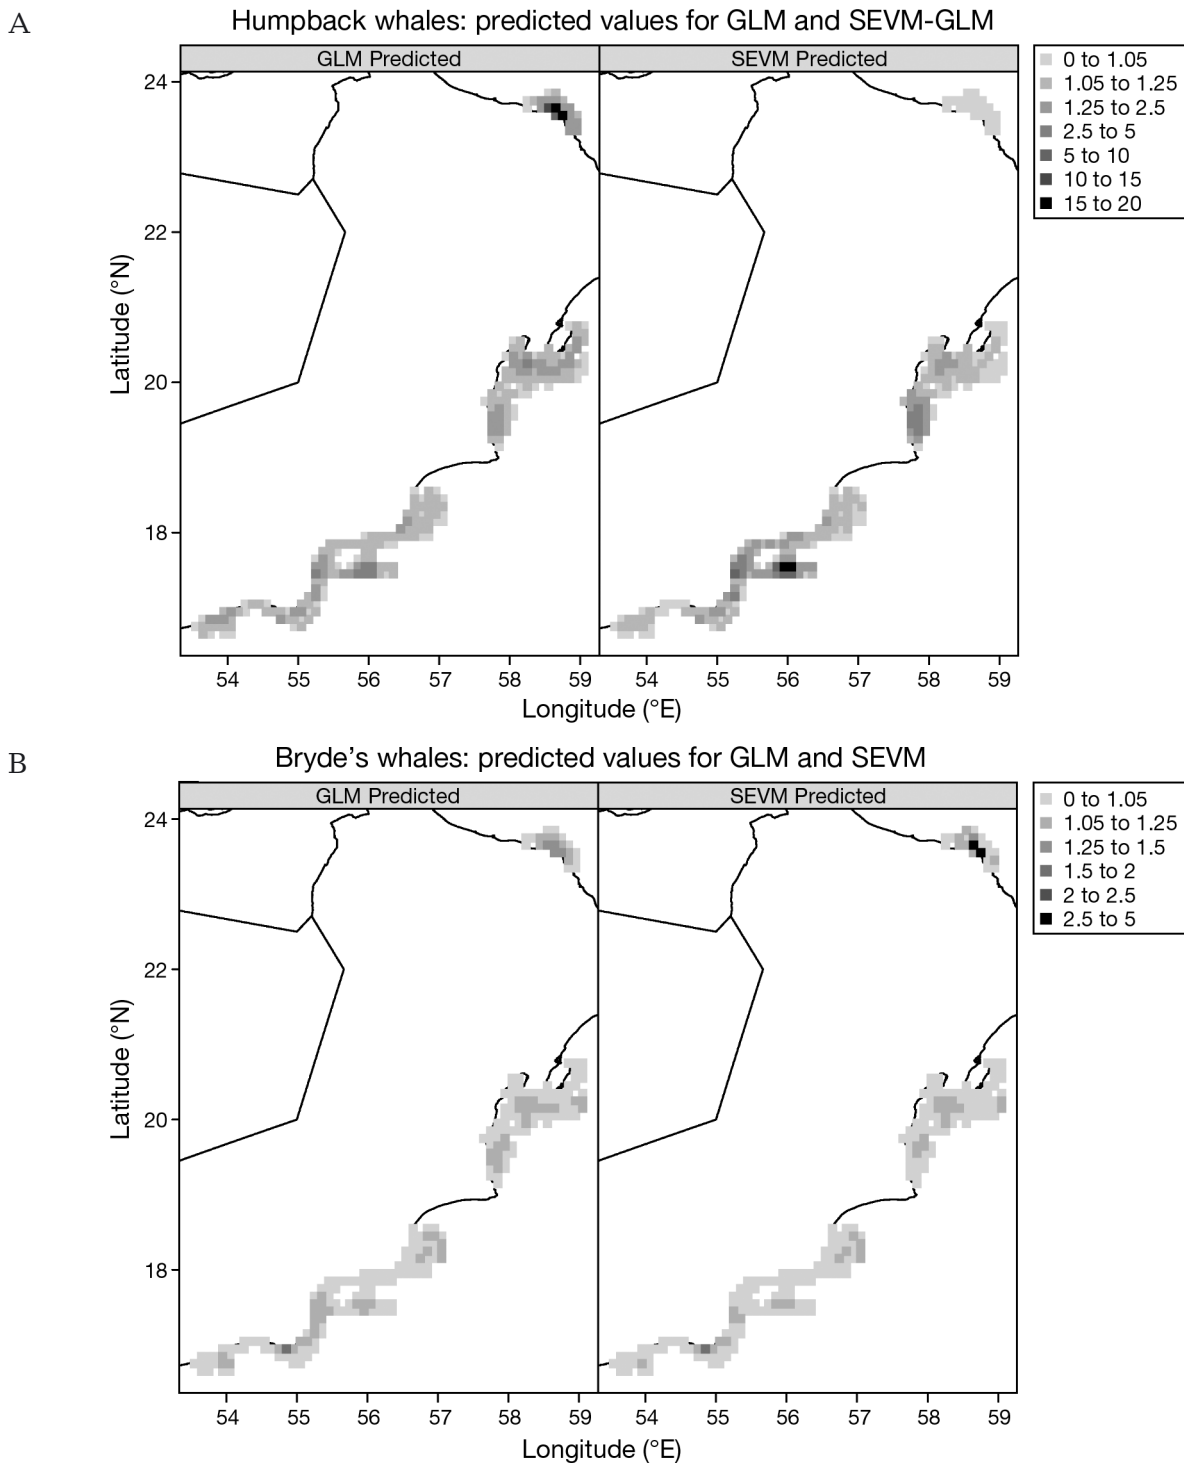 A
Humpback whales: predicted values for GLM and SEVM-GLM
GLM Predicted
SEVM Predicted
0 to 1.05
1.05 to 1.25
1.25 to 2.5
2.5 to 5
5 to 10
10 to 15
15 to 20
24
22
20
18
Latitude (°N)
54 55 56 57 58 59
54 55 56 57 58 59
Longitude (°E)
B
Bryde’s whales: predicted values for GLM and SEVM
GLM Predicted
SEVM Predicted
0 to 1.05
1.05 to 1.25
1.25 to 1.5
1.5 to 2
2 to 2.5
2.5 to 5
24
22
20
18
Latitude (°N)
54 55 56 57 58 59
54 55 56 57 58 59
Longitude (°E)